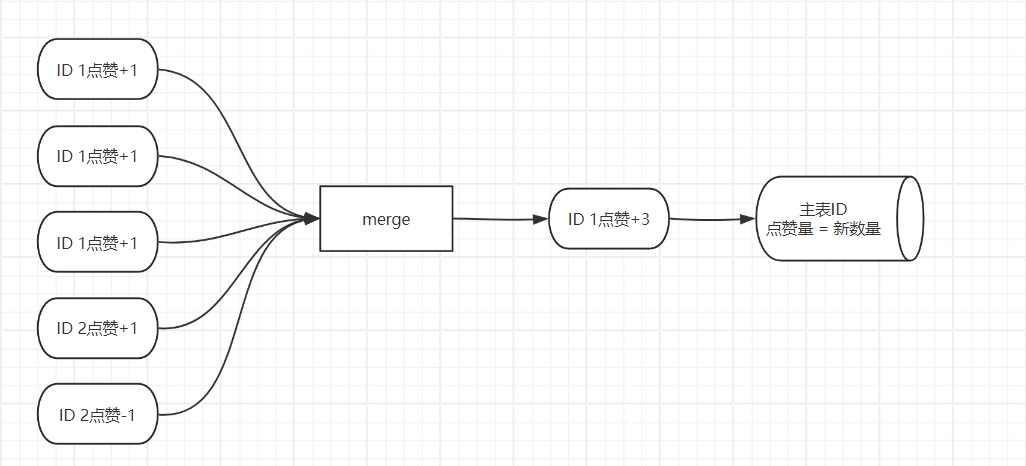 ID 1点赞+1
ID 1点赞+1
ID 1点赞+1
ID 2点赞+1
ID 2点赞-1
merge
ID 1点赞+3
主表ID
点赞量 = 新数量